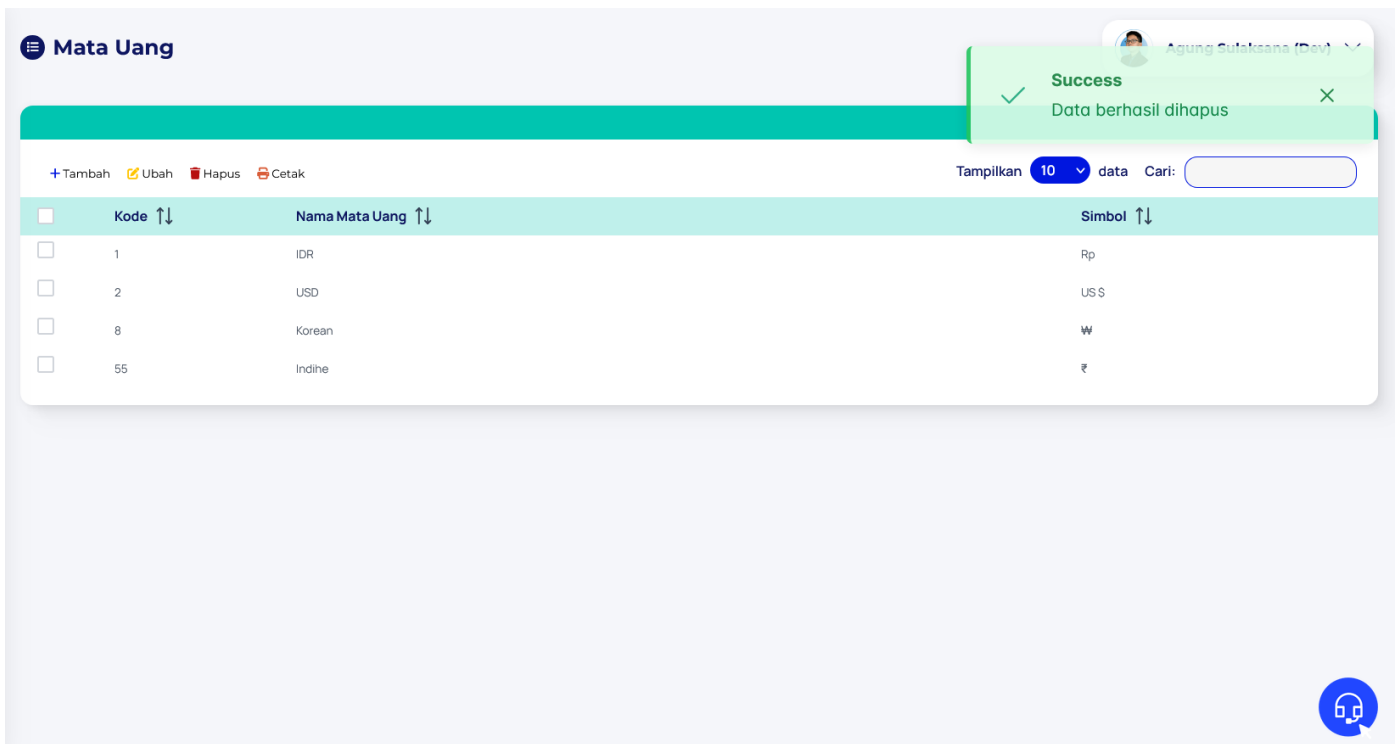 Mata Uang
Agung Sulaksana (Dev)
Success
Data berhasil dihapus
Tambah Ubah Hapus Cetak
Tampilkan 10 data Cari:
Kode Nama Mata Uang Simbol
1 IDR Rp
2 USD US $
8 Korean ₩
55 Indihe ₹